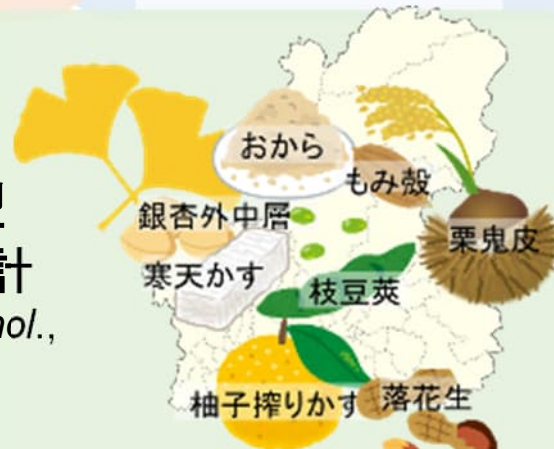 おから
もみ殻
銀杏外中層
栗鬼皮
寒天かす
計
枝豆莢
nol.,
柚子搾りかす
落花生